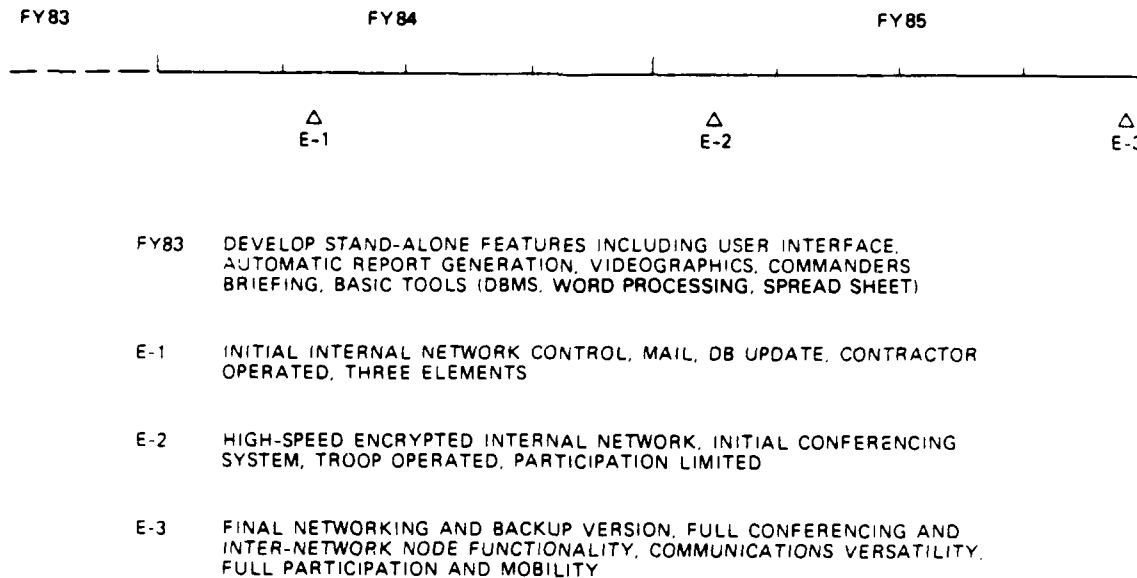 FY83 FY84 FY85
E-1 E-2 E-3
FY83 DEVELOP STAND-ALONE FEATURES INCLUDING USER INTERFACE,
AUTOMATIC REPORT GENERATION, VIDEOGRAPHICS, COMMANDERS
BRIEFING, BASIC TOOLS (DBMS, WORD PROCESSING, SPREAD SHEET)
E-1 INITIAL INTERNAL NETWORK CONTROL, MAIL, DB UPDATE, CONTRACTOR
OPERATED, THREE ELEMENTS
E-2 HIGH-SPEED ENCRYPTED INTERNAL NETWORK, INITIAL CONFERENCING
SYSTEM, TROOP OPERATED, PARTICIPATION LIMITED
E-3 FINAL NETWORKING AND BACKUP VERSION, FULL CONFERENCING AND
INTER-NETWORK NODE FUNCTIONALITY, COMMUNICATIONS VERSATILITY,
FULL PARTICIPATION AND MOBILITY